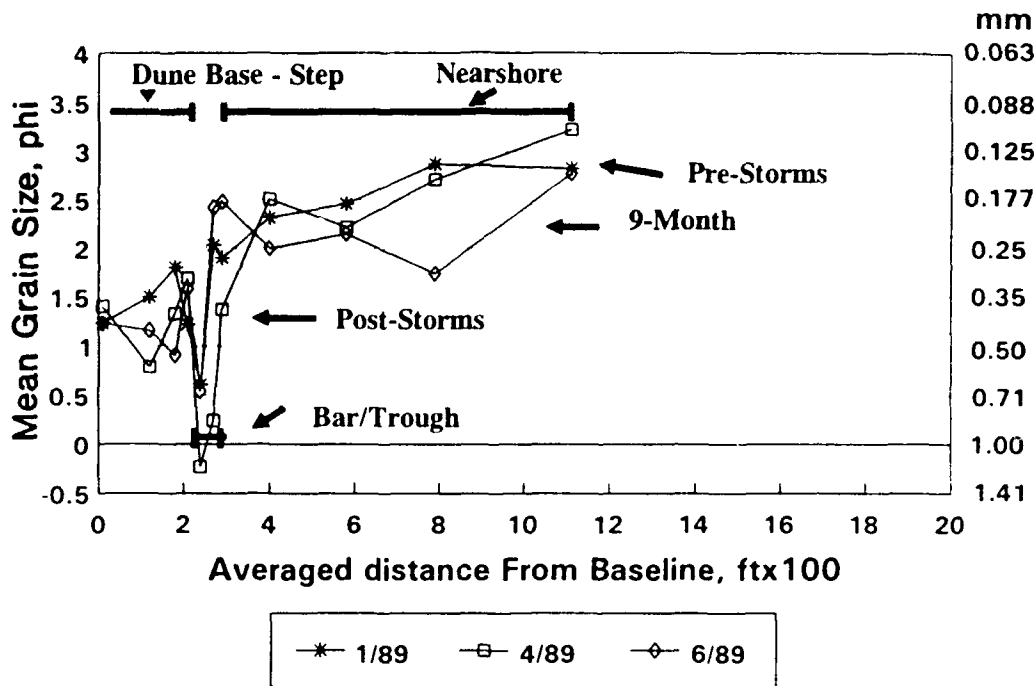 mm
4
3.5
3
2.5
2
1.5
1
0.5
0
-0.5
Mean Grain Size, phi
Dune Base - Step
Nearshore
Pre-Storms
9-Month
Post-Storms
Bar/Trough
0.063
0.088
0.125
0.177
0.25
0.35
0.50
0.71
1.00
1.41
0 2 4 6 8 10 12 14 16 18 20
Averaged distance From Baseline, ftx100
1/89 4/89 6/89